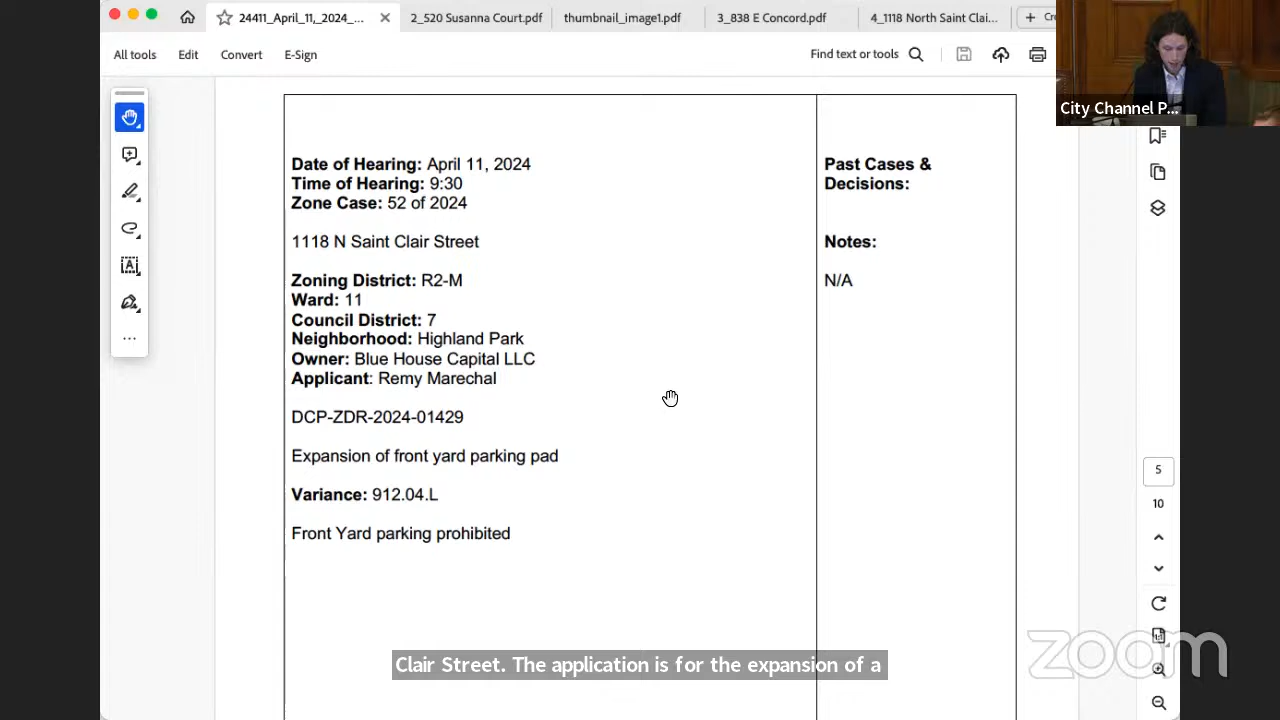 24411_April_11,_2024_...
2_520 Susanna Court.pdf
thumbnail_image1.pdf
3_838 E Concord.pdf
4_1118 North Saint Clai...
All tools
Edit
Convert
E-Sign
Find text or tools
City Channel P...
Date of Hearing: April 11, 2024
Time of Hearing: 9:30
Zone Case: 52 of 2024
1118 N Saint Clair Street
Zoning District: R2-M
Ward: 11
Council District: 7
Neighborhood: Highland Park
Owner: Blue House Capital LLC
Applicant: Remy Marechal
DCP-ZDR-2024-01429
Expansion of front yard parking pad
Variance: 912.04.L
Front Yard parking prohibited
Past Cases &
Decisions:
Notes:
N/A
5
10
Clair Street. The application is for the expansion of a
zoom